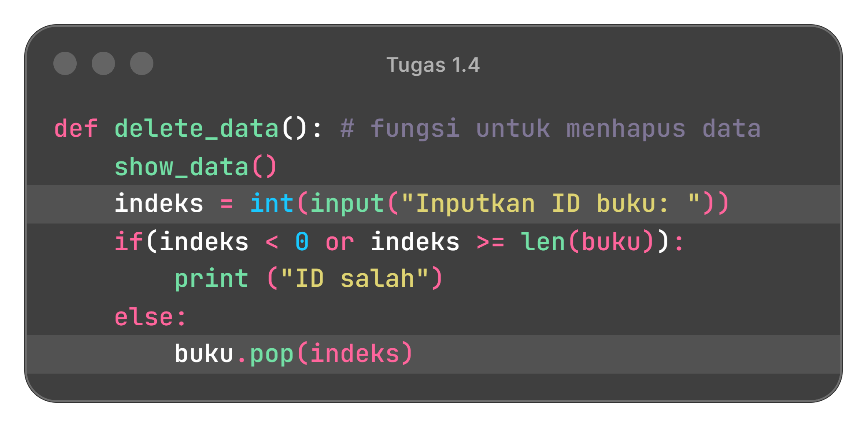 Tugas 1.4
def delete_data(): # fungsi untuk menhapus data
    show_data()
    indeks = int(input("Inputkan ID buku: "))
    if(indeks < 0 or indeks >= len(buku)):
        print ("ID salah")
    else:
        buku.pop(indeks)